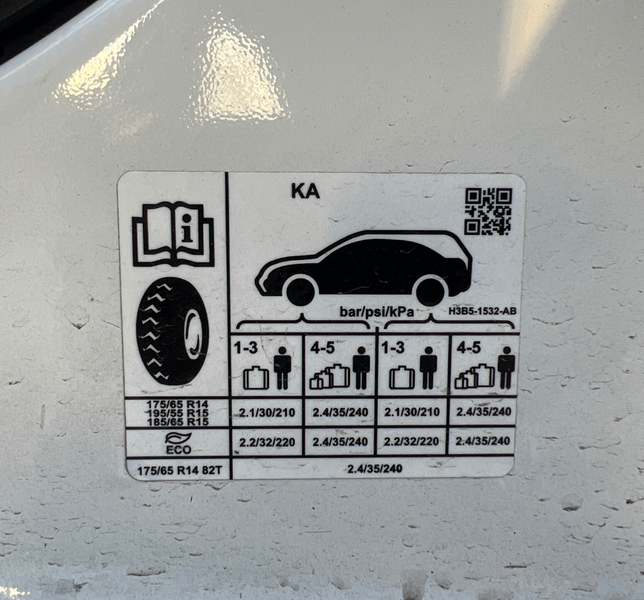 KA
i
bar/psi/kPa
H3B5-1532-AB
1-3 4-5 1-3 4-5
175/65 R14
195/55 R15
185/65 R15
2.1/30/210 2.4/35/240 2.1/30/210 2.4/35/240
ECO
2.2/32/220 2.4/35/240 2.2/32/220 2.4/35/240
175/65 R14 82T 2.4/35/240